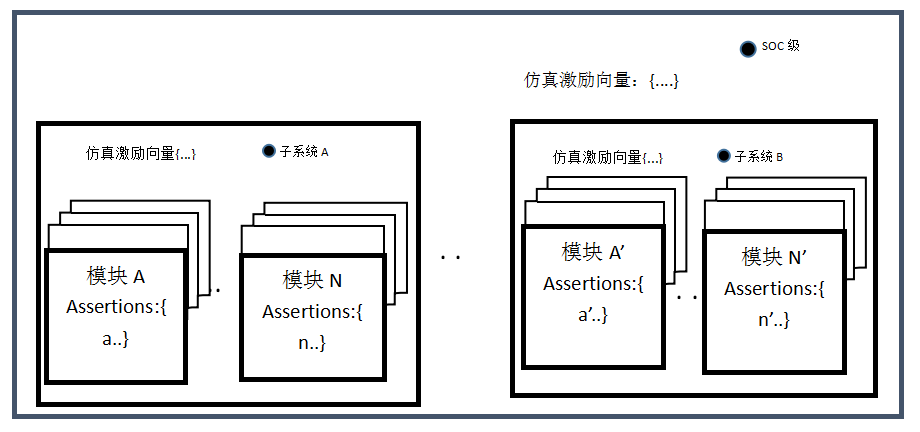 SOC 级
仿真激励向量：{....}
仿真激励向量{...}
子系统 A
模块 A
Assertions:{
a..}
..
模块 N
Assertions:{
n..}
. .
仿真激励向量{...}
子系统 B
模块 A’
Assertions:{
a’..}
. .
模块 N’
Assertions:{
n’..}